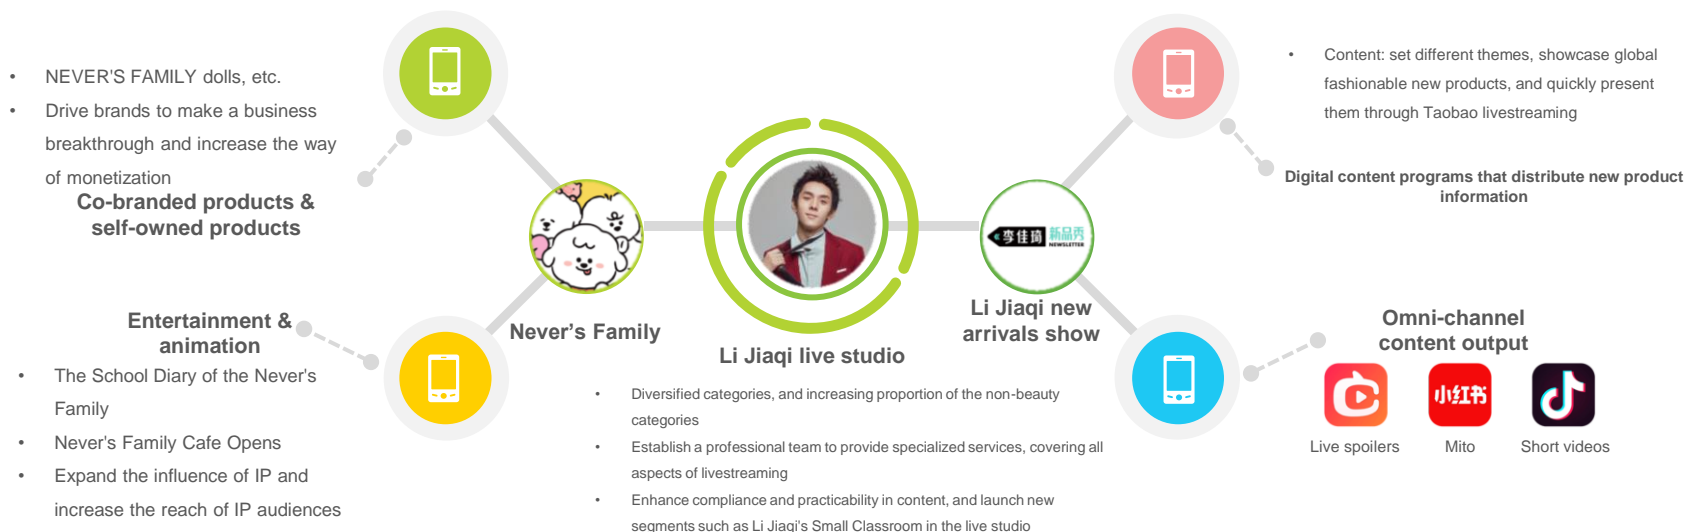 • NEVER'S FAMILY dolls, etc.
• Drive brands to make a business
breakthrough and increase the way
of monetization
Co-branded products &
self-owned products
Entertainment &
animation
• The School Diary of the Never's
Family
• Never's Family Cafe Opens
• Expand the influence of IP and
increase the reach of IP audiences
Never's Family
Li Jiaqi live studio
• Diversified categories, and increasing proportion of the non-beauty
categories
• Establish a professional team to provide specialized services, covering all
aspects of livestreaming
• Enhance compliance and practicability in content, and launch new
segments such as Li Jiaqi's Small Classroom in the live studio
李佳琦 新品秀
NEWSLETTER
Li Jiaqi new
arrivals show
• Content: set different themes, showcase global
fashionable new products, and quickly present
them through Taobao livestreaming
Digital content programs that distribute new product
information
Omni-channel
content output
小红书
Live spoilers
Mito
Short videos